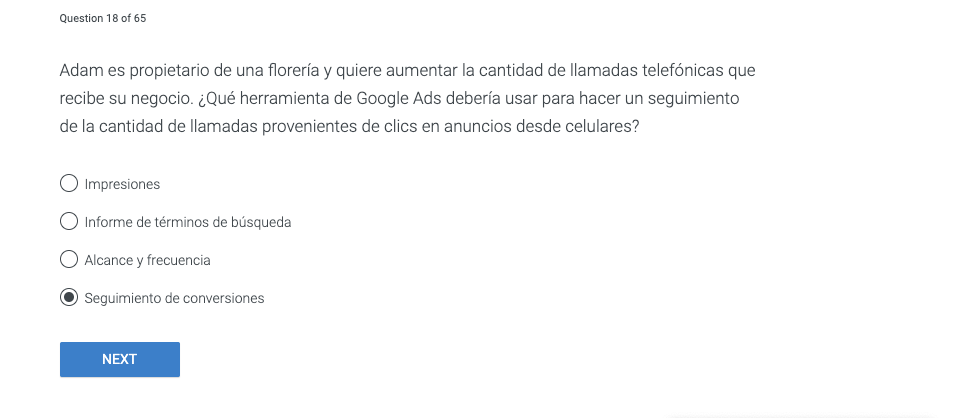 Question 18 of 65
Adam es propietario de una florería y quiere aumentar la cantidad de llamadas telefónicas que
recibe su negocio. ¿Qué herramienta de Google Ads debería usar para hacer un seguimiento
de la cantidad de llamadas provenientes de clics en anuncios desde celulares?
Impresiones
Informe de términos de búsqueda
Alcance y frecuencia
Seguimiento de conversiones
NEXT